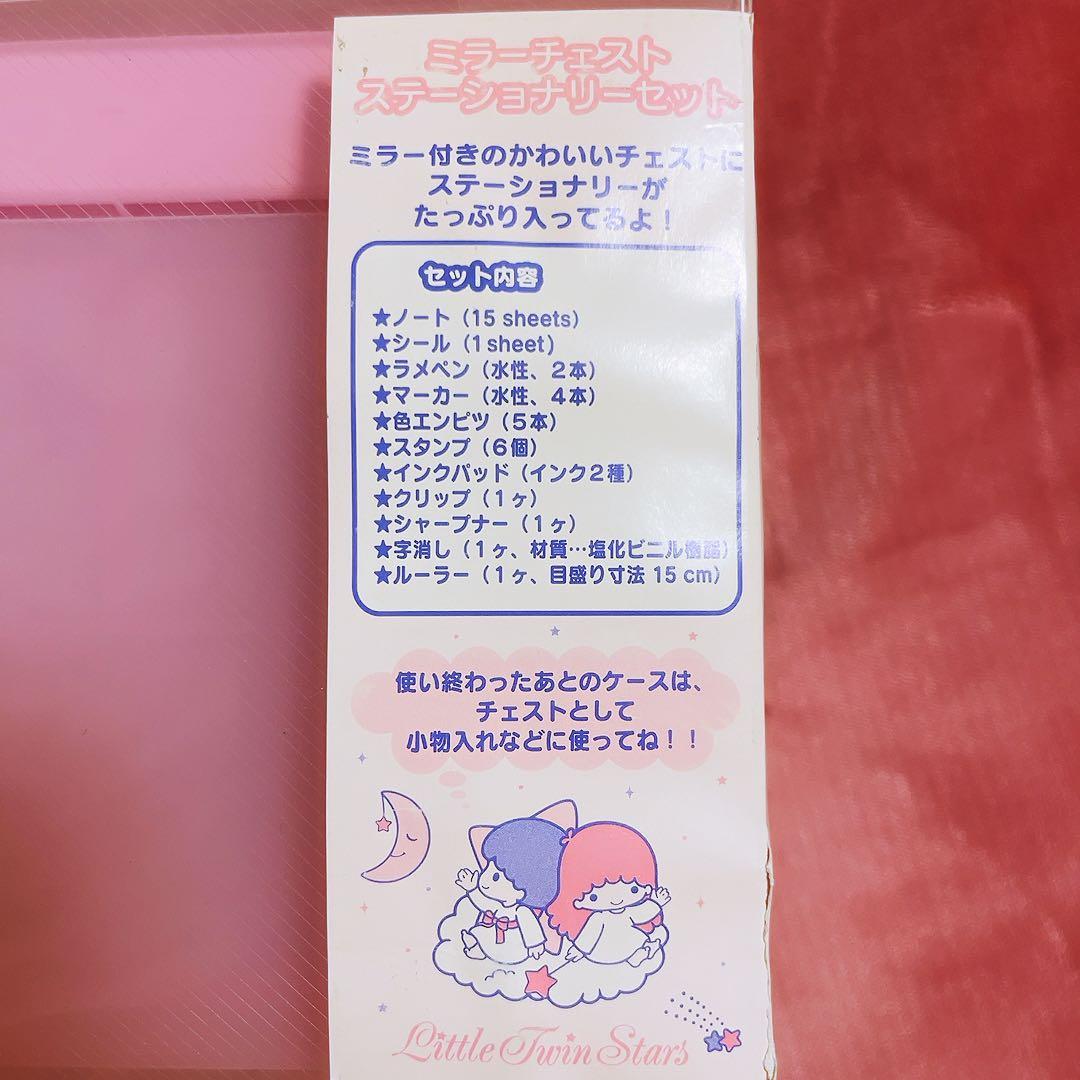 ミラーチェスト
ステーショナリーセット
ミラー付きのかわいいチェストに
ステーショナリーが
たっぷり入ってるよ!
セット内容
★ノート(15 sheets)
★シール(1 sheet)
★ラメペン(水性、2本)
★マーカー(水性、4本)
★色エンピツ(5本)
★スタンプ(6個)
★インクパッド(インク2種)
★クリップ(1ヶ)
★シャープナー(1ヶ)
★字消し(1ヶ、材質…塩化ビニル樹脂)
★ルーラー(1ヶ、目盛り寸法 15 cm)
使い終わったあとのケースは、
チェストとして
小物入れなどに使ってね!!
Little Twin Stars